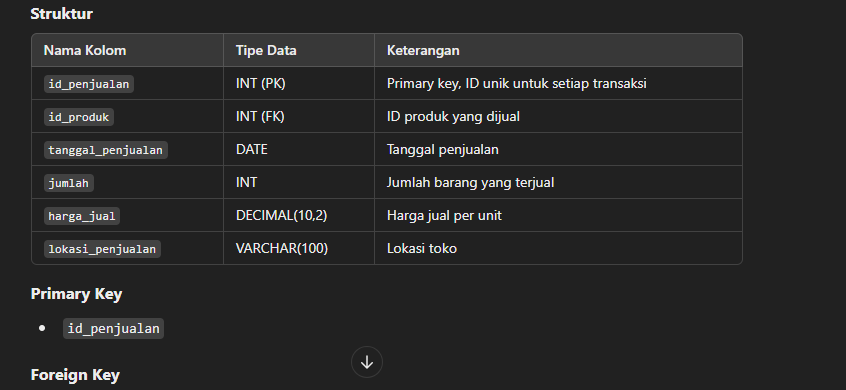 Struktur
Nama Kolom Tipe Data Keterangan
id_penjualan INT (PK) Primary key, ID unik untuk setiap transaksi
id_produk INT (FK) ID produk yang dijual
tanggal_penjualan DATE Tanggal penjualan
jumlah INT Jumlah barang yang terjual
harga_jual DECIMAL(10,2) Harga jual per unit
lokasi_penjualan VARCHAR(100) Lokasi toko
Primary Key
id_penjualan
Foreign Key